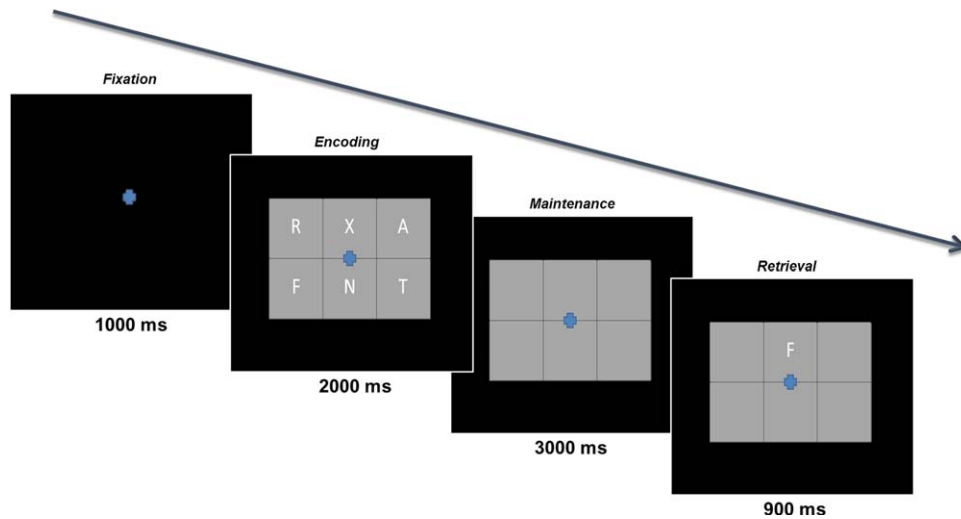 Fixation
1000 ms
Encoding
R X A
F N T
2000 ms
Maintenance
3000 ms
Retrieval
F
900 ms